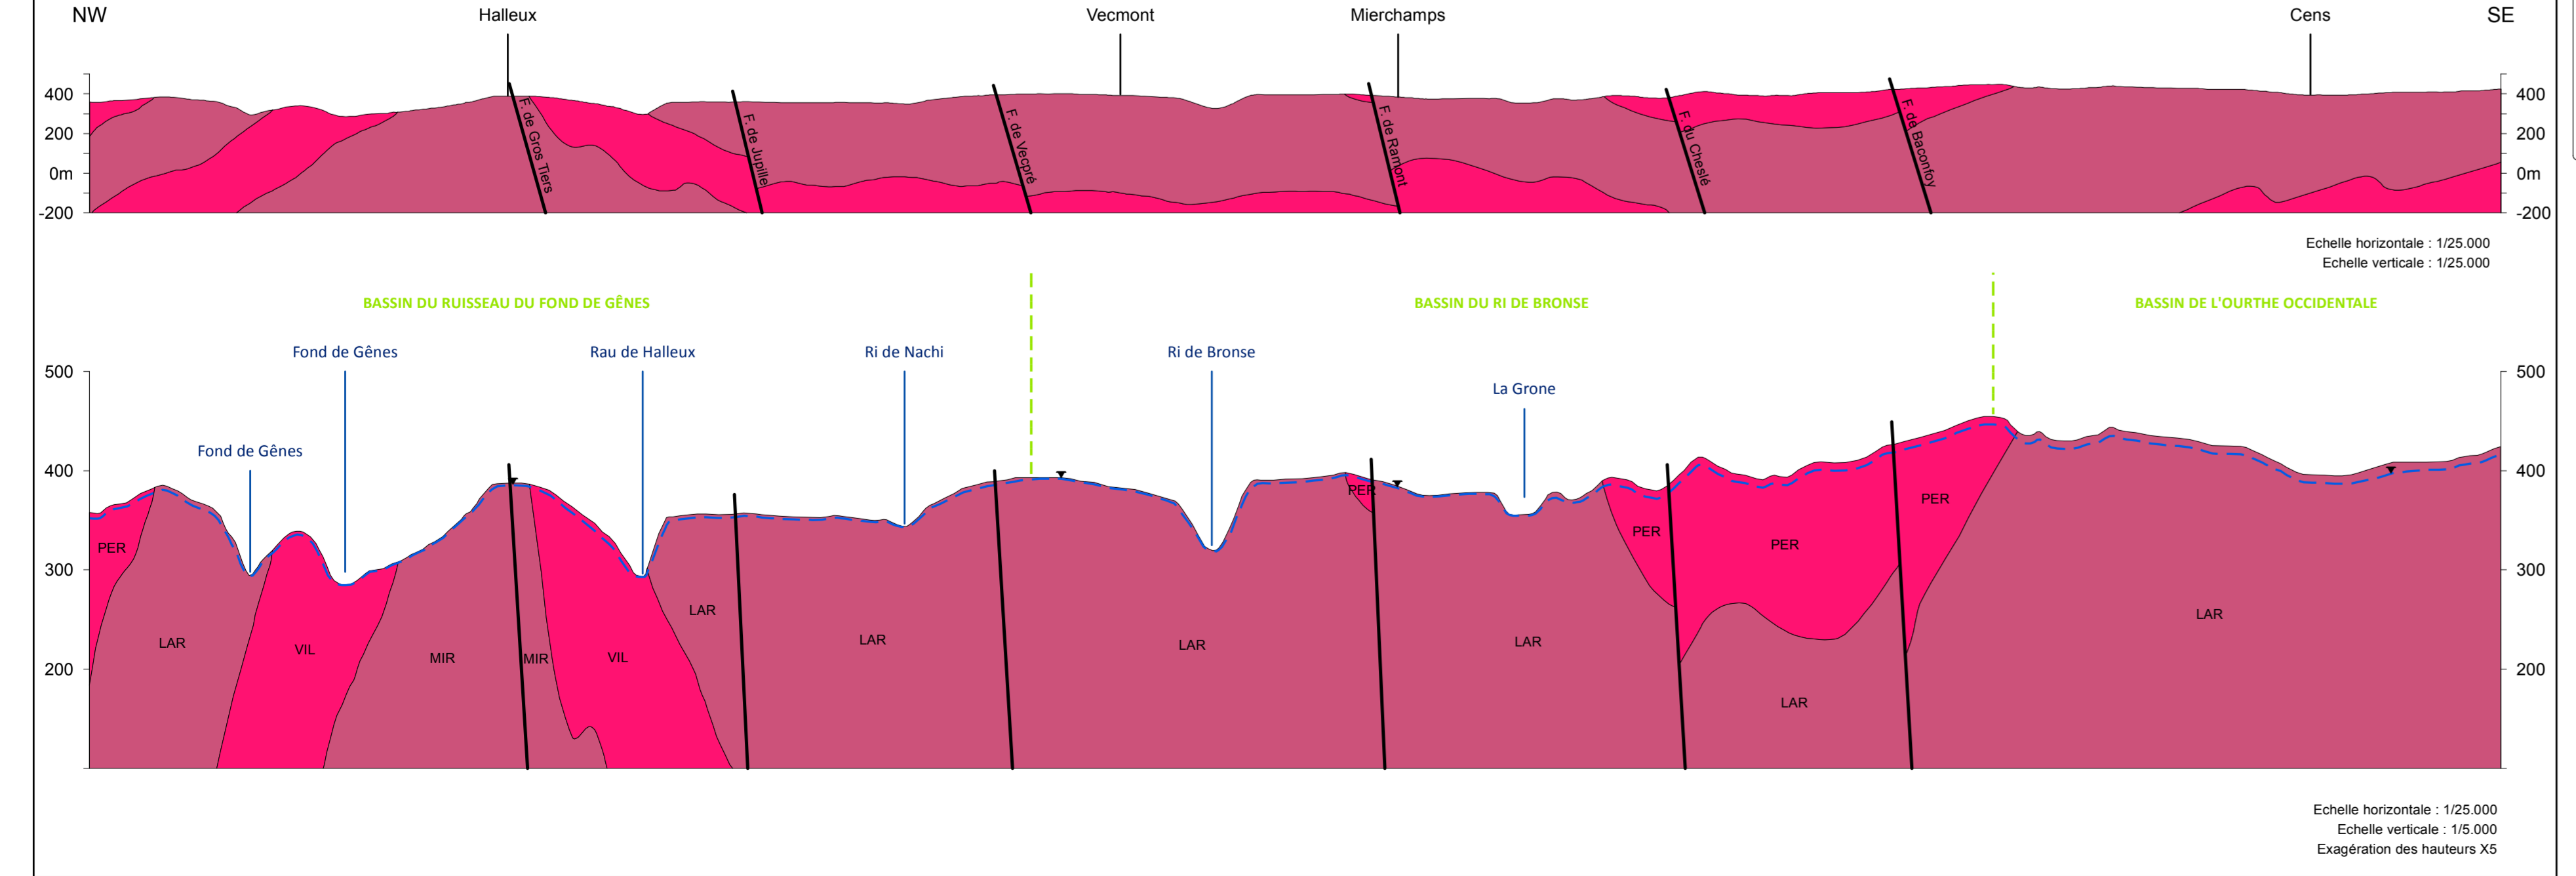 NW
Halleux
Vecmont
Mierchamps
Cens
SE
400
200
0m
-200
F. de Gros Tiers
F. de Jupille
F. de Vecpré
F. de Ramont
F. du Cheslé
F. de Baconfoy
400
200
0m
-200
Echelle horizontale : 1/25.000
Echelle verticale : 1/25.000
BASSIN DU RUISSEAU DU FOND DE GÊNES
BASSIN DU RI DE BRONSE
BASSIN DE L'OURTHE OCCIDENTALE
Fond de Gênes
Rau de Halleux
Ri de Nachi
Ri de Bronse
La Grone
Fond de Gênes
500
400
300
200
500
400
300
200
PER
LAR
VIL
MIR
MIR
VIL
LAR
LAR
LAR
PER
LAR
PER
PER
LAR
PER
LAR
Echelle horizontale : 1/25.000
Echelle verticale : 1/5.000
Exagération des hauteurs X5